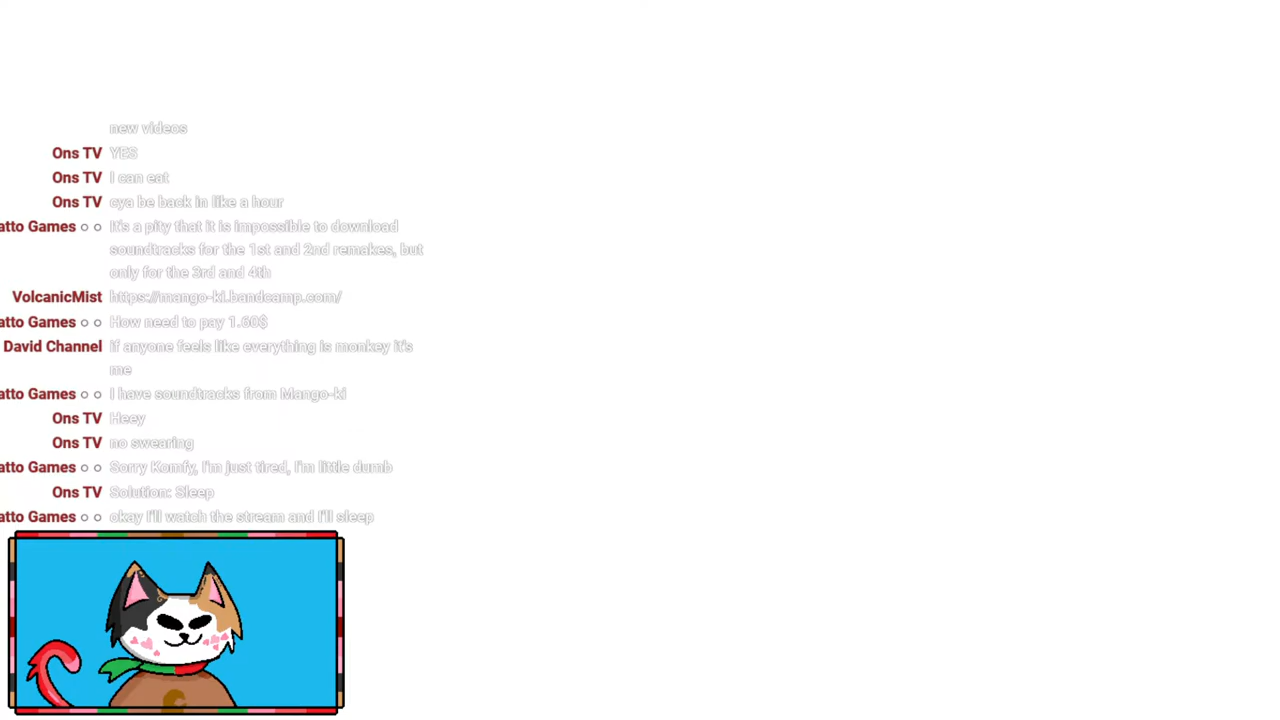 new videos
Ons TV YES
Ons TV I can eat
Ons TV cya be back in like a hour
atto Games It's a pity that it is impossible to download
soundtracks for the 1st and 2nd remakes, but
only for the 3rd and 4th
VolcanicMist https://mango-ki.bandcamp.com/
atto Games How need to pay 1.60$
David Channel if anyone feels like everything is monkey it's
me
atto Games I have soundtracks from Mango-ki
Ons TV Heey
Ons TV no swearing
atto Games Sorry Komfy, I'm just tired, I'm little dumb
Ons TV Solution: Sleep
atto Games okay I'll watch the stream and I'll sleep